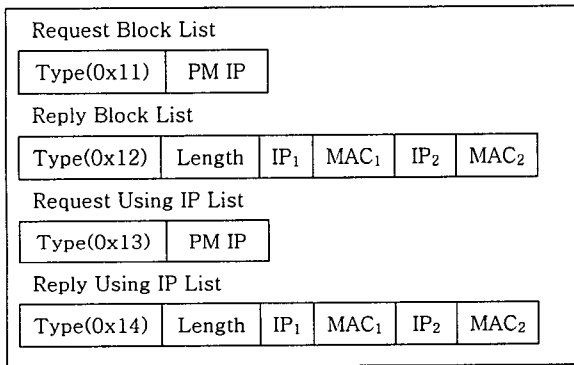 Request Block List
Type(0x11) PM IP
Reply Block List
Type(0x12) Length IP₁ MAC₁ IP₂ MAC₂
Request Using IP List
Type(0x13) PM IP
Reply Using IP List
Type(0x14) Length IP₁ MAC₁ IP₂ MAC₂